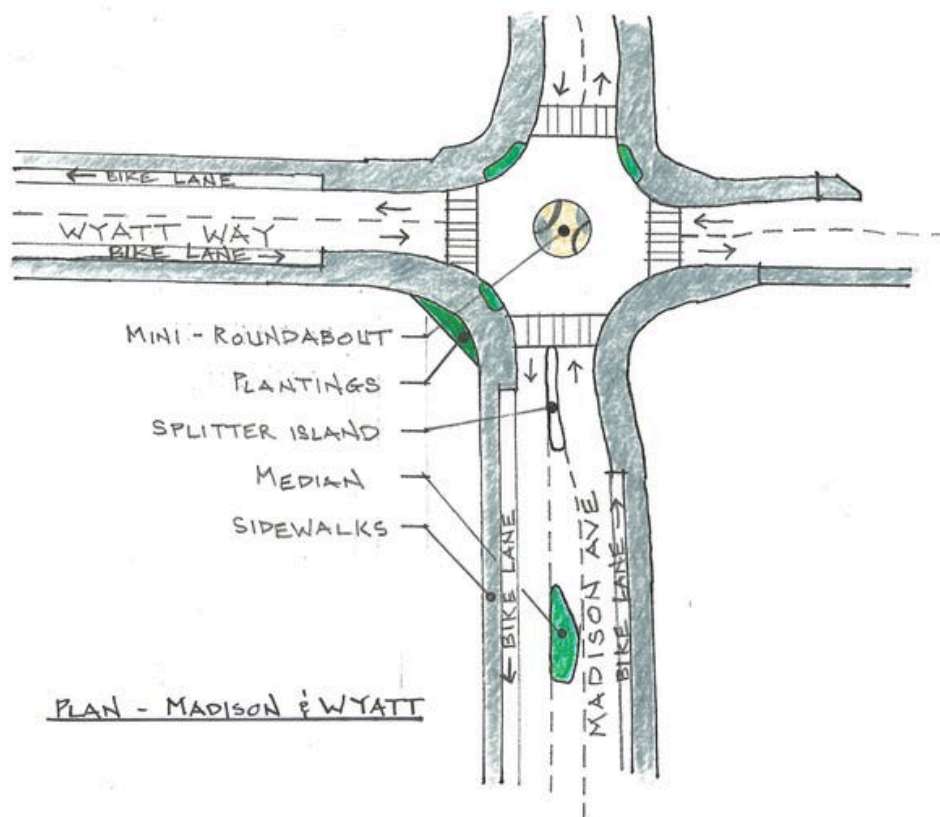 ← BIKE LANE
WYATT WAY
BIKE LANE →
MINI - ROUNDABOUT
PLANTINGS
SPLITTER ISLAND
MEDIAN
SIDEWALKS
← BIKE LANE
MADISON AVE
BIKE LANE →
PLAN - MADISON & WYATT